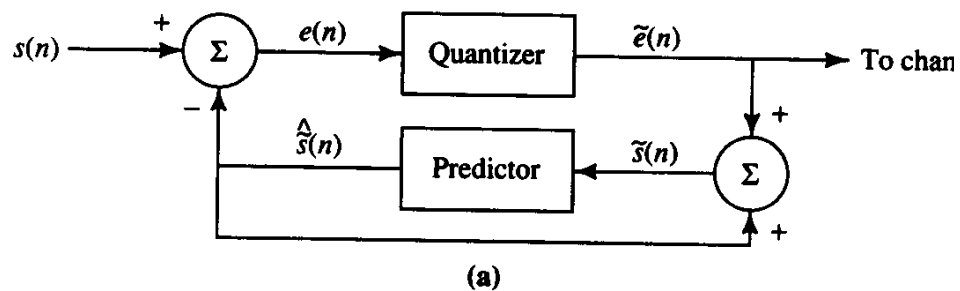 +
s(n) Σ e(n) Quantizer ẽ(n) To chan
− +
s̃̂(n) Predictor s̃(n) Σ
+
(a)